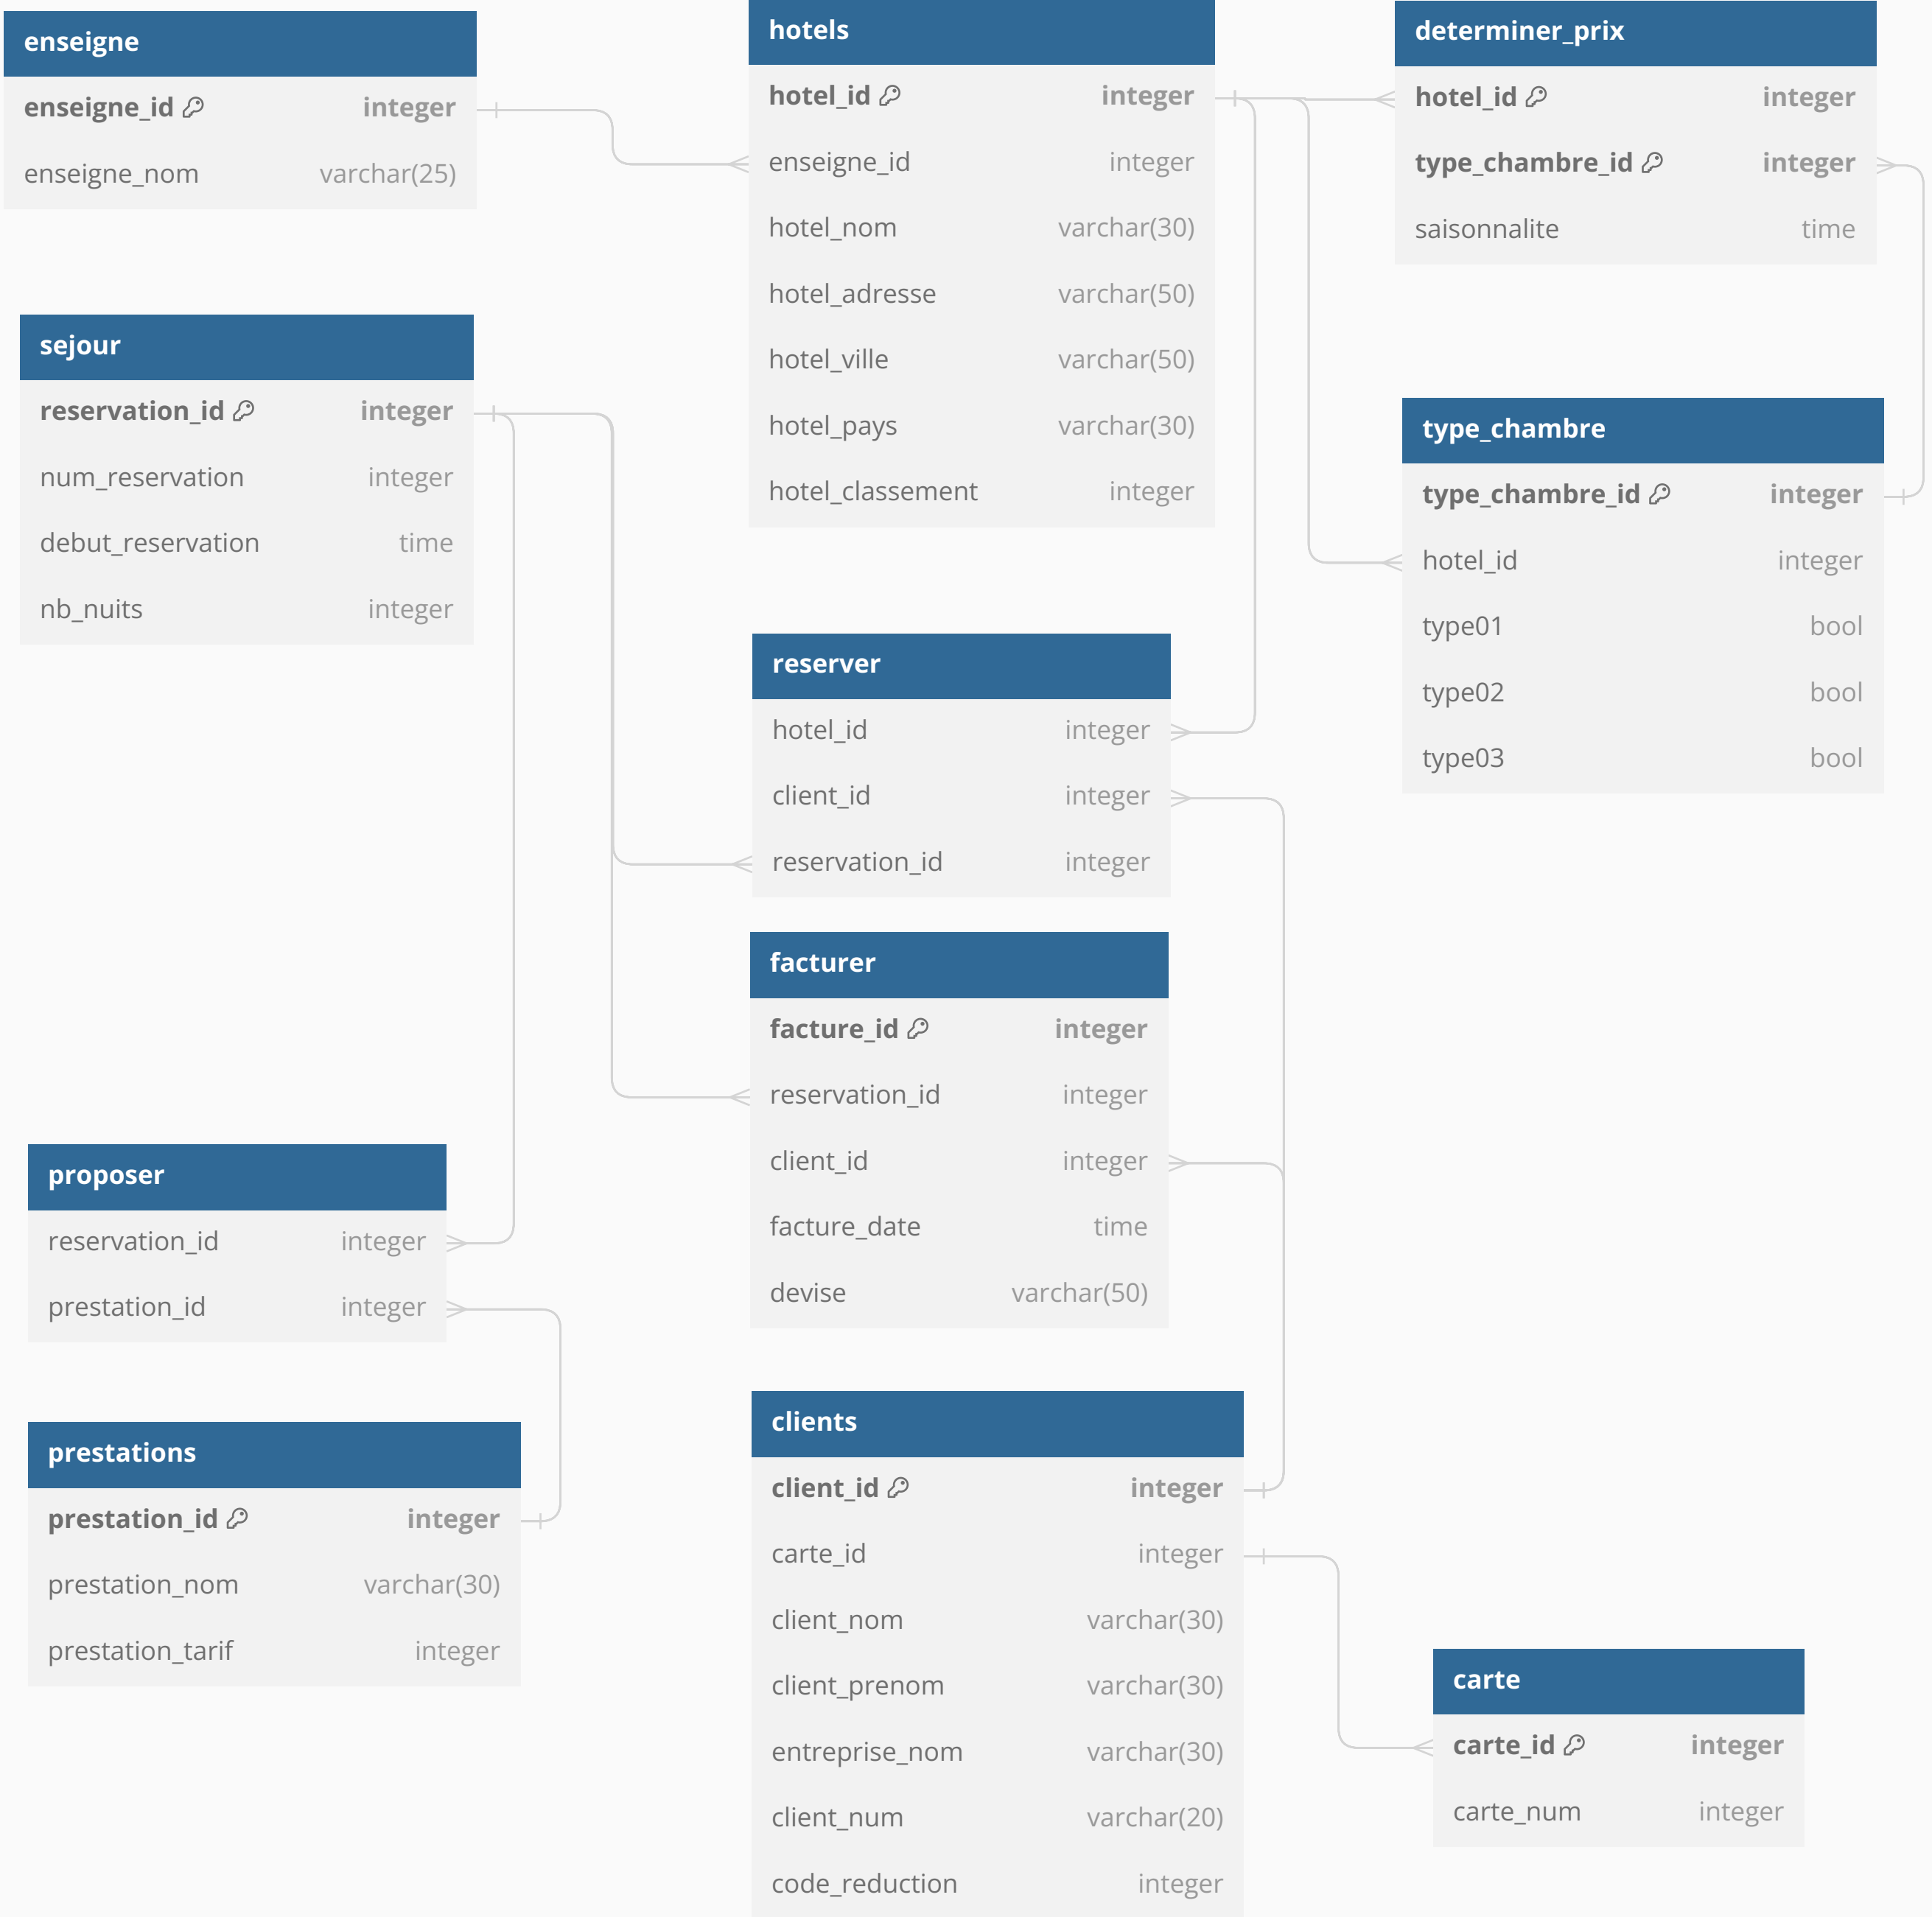 enseigne
enseigne_id integer
enseigne_nom varchar(25)
hotels
hotel_id integer
enseigne_id integer
hotel_nom varchar(30)
hotel_adresse varchar(50)
hotel_ville varchar(50)
hotel_pays varchar(30)
hotel_classement integer
determiner_prix
hotel_id integer
type_chambre_id integer
saisonnalite time
sejour
reservation_id integer
num_reservation integer
debut_reservation time
nb_nuits integer
type_chambre
type_chambre_id integer
hotel_id integer
type01 bool
type02 bool
type03 bool
reserver
hotel_id integer
client_id integer
reservation_id integer
facturer
facture_id integer
reservation_id integer
client_id integer
facture_date time
devise varchar(50)
proposer
reservation_id integer
prestation_id integer
prestations
prestation_id integer
prestation_nom varchar(30)
prestation_tarif integer
clients
client_id integer
carte_id integer
client_nom varchar(30)
client_prenom varchar(30)
entreprise_nom varchar(30)
client_num varchar(20)
code_reduction integer
carte
carte_id integer
carte_num integer